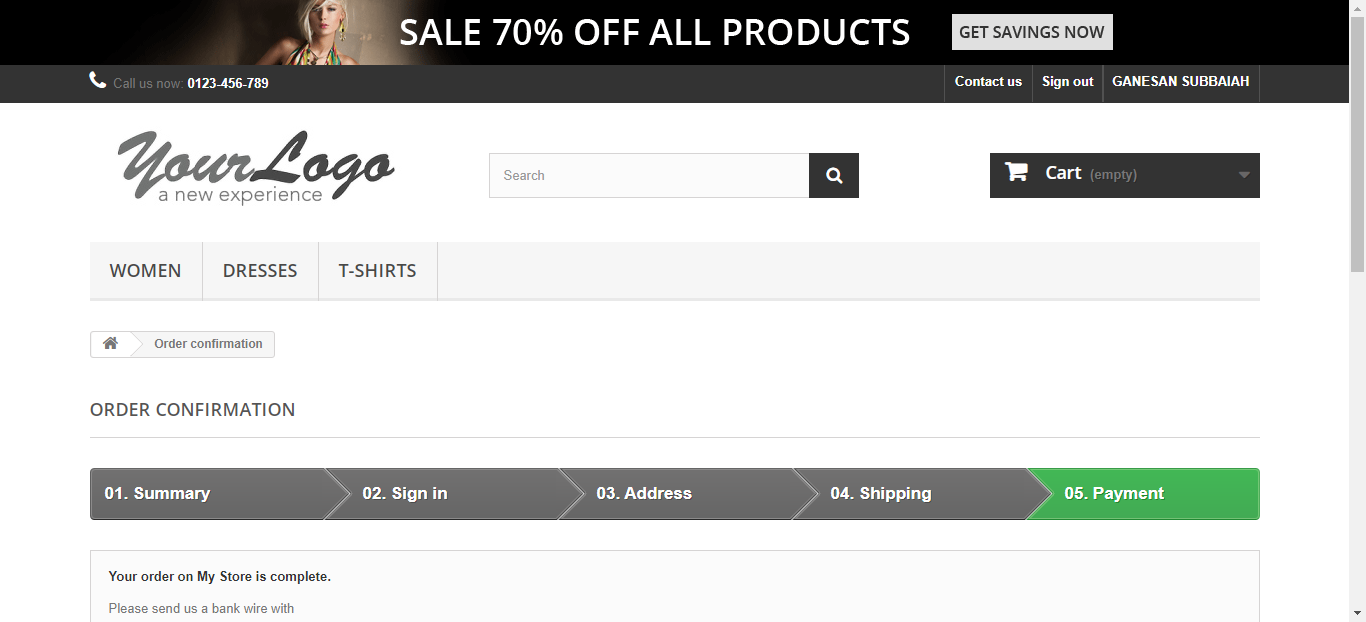 SALE 70% OFF ALL PRODUCTS GET SAVINGS NOW
Call us now: 0123-456-789 Contact us Sign out GANESAN SUBBAIAH
Your Logo
a new experience
Search Cart (empty)
WOMEN DRESSES T-SHIRTS
Order confirmation
ORDER CONFIRMATION
01. Summary 02. Sign in 03. Address 04. Shipping 05. Payment
Your order on My Store is complete.
Please send us a bank wire with